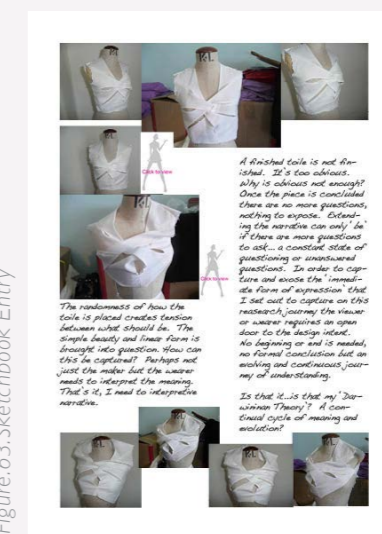 Figure.63.Sketchbook Entry
P&L
Click to view
A finished toile is not fin-
ished. It's too obvious.
Why is obvious not enough?
Once the piece is concluded
there are no more questions,
nothing to expose. Extend-
ing the narrative can only 'be'
if there are more questions
to ask... a constant state of
questioning or unanswered
questions. In order to cap-
ture and exose the 'immedi-
ate form of expression' that
I set out to capture on this
reasearch journey the viewer
or wearer requires an open
door to the design intent.
No beginning or end is needed,
no formal conclusion but an
evolving and continuous jour-
ney of understanding.
Is that it..is that my 'Dar-
wininan Theory'? A con-
tinual cycle of meaning and
evolution?
Click to view
The randomness of how the
toile is placed creates tension
between what should be. The
simple beauty and linear form is
brought into question. How can
this be captured? Perhaps not
just the maker but the wearer
needs to interpret the meaning.
That's it, I need to interpretive
narrative.